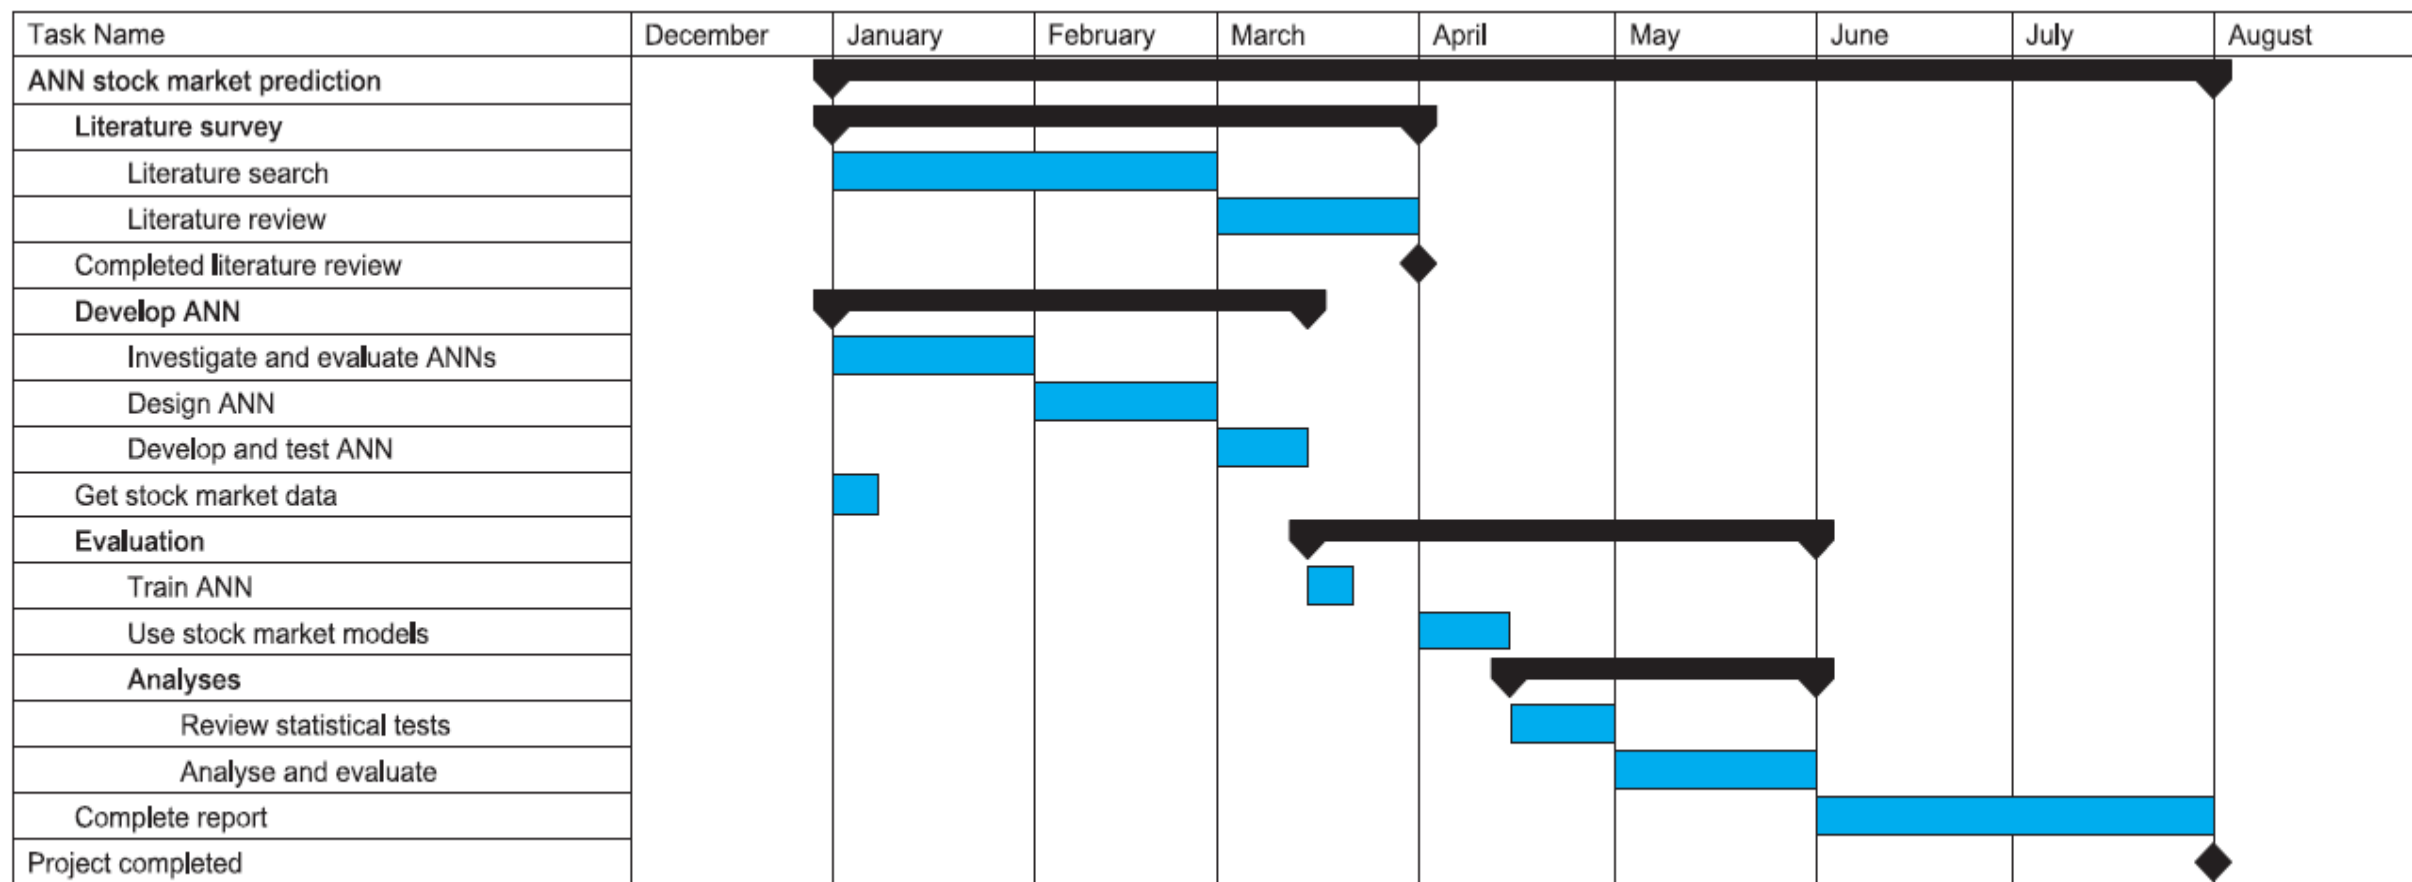 Task Name December January February March April May June July August
ANN stock market prediction
Literature survey
Literature search
Literature review
Completed literature review
Develop ANN
Investigate and evaluate ANNs
Design ANN
Develop and test ANN
Get stock market data
Evaluation
Train ANN
Use stock market models
Analyses
Review statistical tests
Analyse and evaluate
Complete report
Project completed